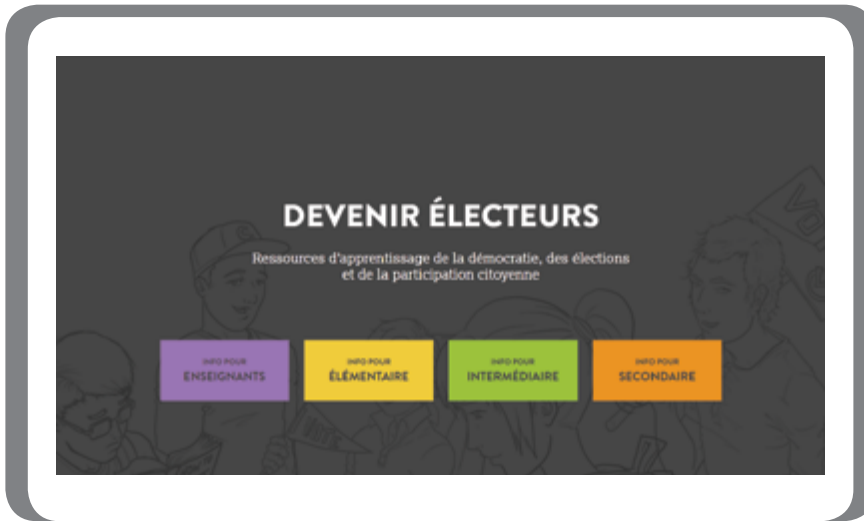 DEVENIR ÉLECTEURS
Ressources d'apprentissage de la démocratie, des élections
et de la participation citoyenne
INFO POUR
ENSEIGNANTS
INFO POUR
ÉLÉMENTAIRE
INFO POUR
INTERMÉDIAIRE
INFO POUR
SECONDAIRE
VOTE